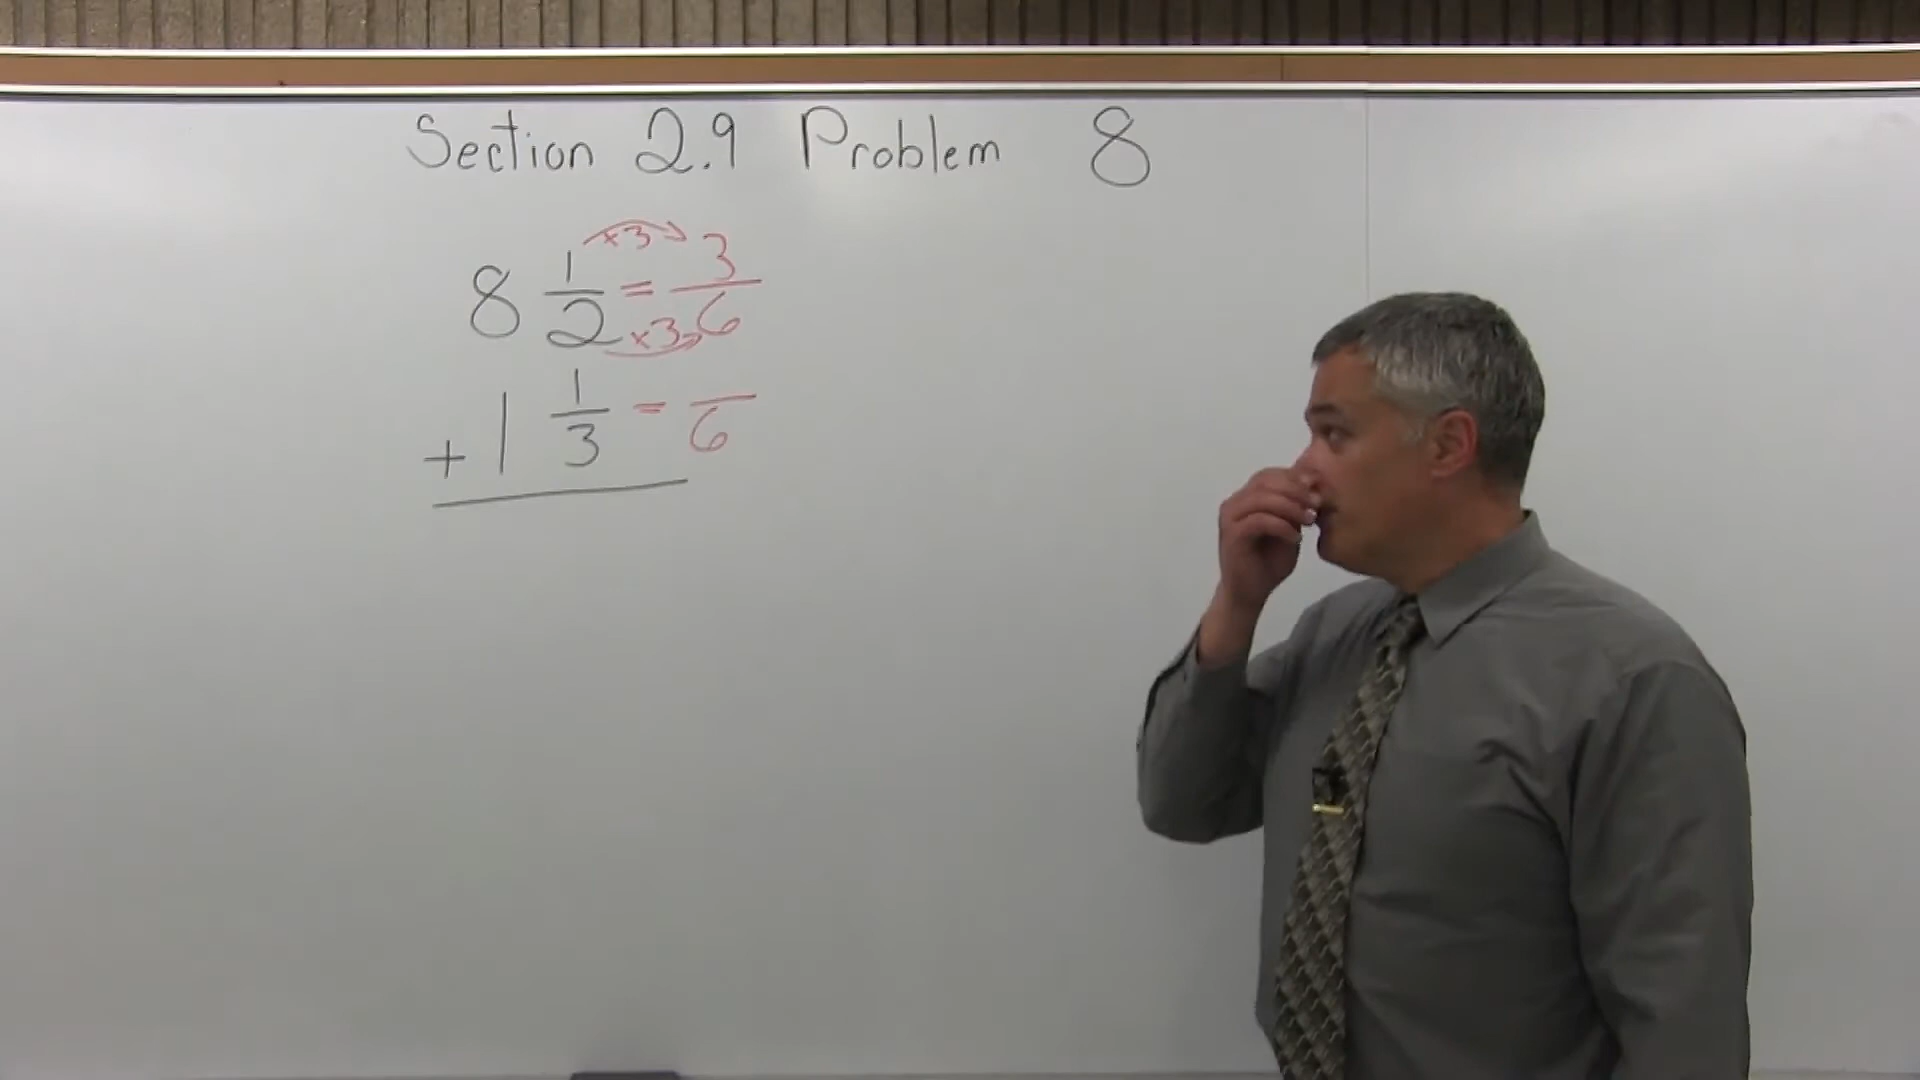 Section 2.9 Problem 8
×3
8 1/2 = 3/6
×3
+ 1 1/3 = /6